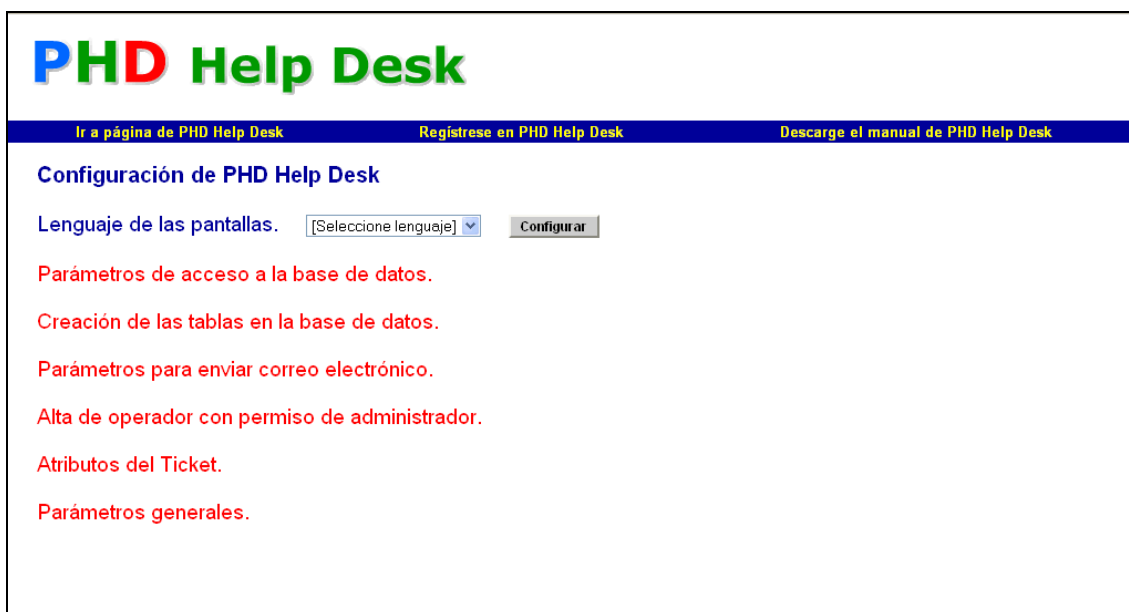 PHD Help Desk
Ir a página de PHD Help Desk Regístrese en PHD Help Desk Descarge el manual de PHD Help Desk
Configuración de PHD Help Desk
Lenguaje de las pantallas. [Seleccione lenguaje] Configurar
Parámetros de acceso a la base de datos.
Creación de las tablas en la base de datos.
Parámetros para enviar correo electrónico.
Alta de operador con permiso de administrador.
Atributos del Ticket.
Parámetros generales.